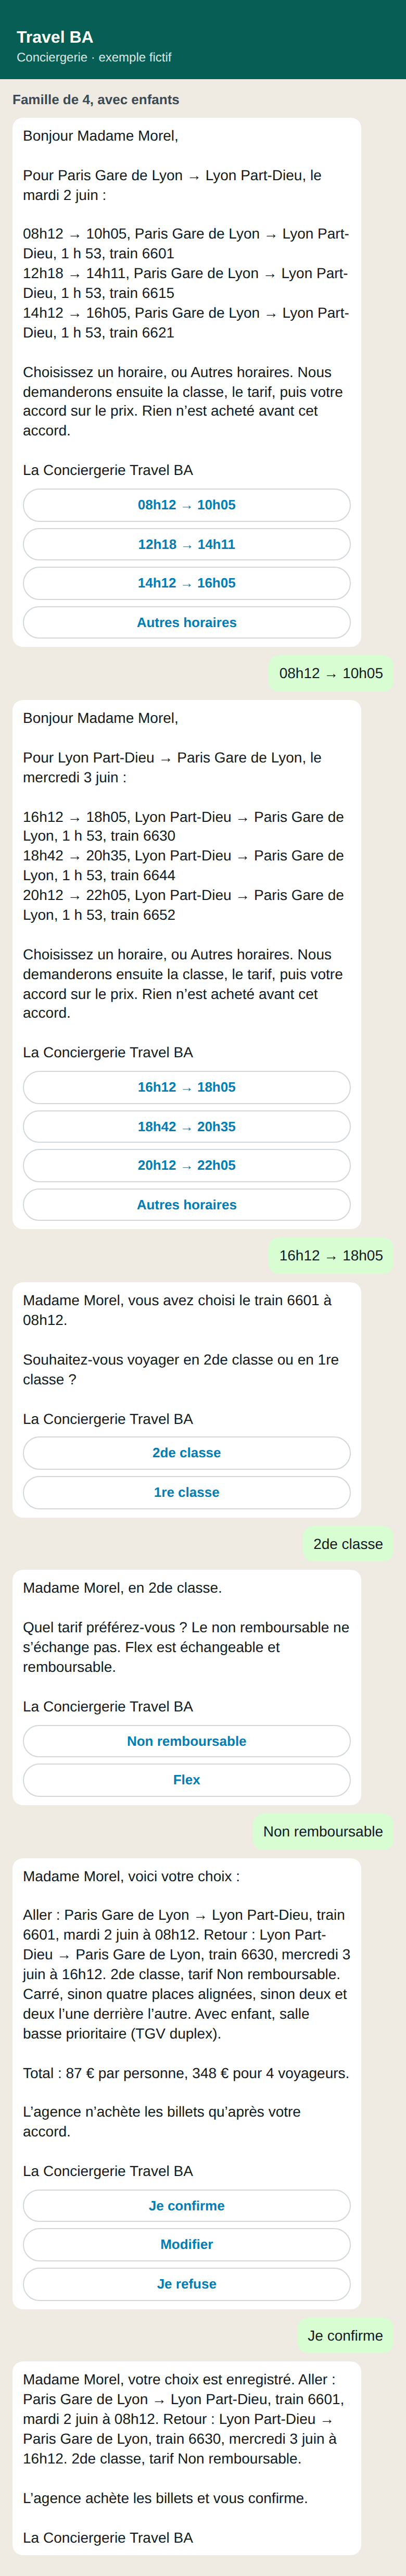 Travel BA
Conciergerie · exemple fictif
Famille de 4, avec enfants
Bonjour Madame Morel,
Pour Paris Gare de Lyon → Lyon Part-Dieu, le
mardi 2 juin :
08h12 → 10h05, Paris Gare de Lyon → Lyon Part-
Dieu, 1 h 53, train 6601
12h18 → 14h11, Paris Gare de Lyon → Lyon Part-
Dieu, 1 h 53, train 6615
14h12 → 16h05, Paris Gare de Lyon → Lyon Part-
Dieu, 1 h 53, train 6621
Choisissez un horaire, ou Autres horaires. Nous
demanderons ensuite la classe, le tarif, puis votre
accord sur le prix. Rien n’est acheté avant cet
accord.
La Conciergerie Travel BA
08h12 → 10h05
12h18 → 14h11
14h12 → 16h05
Autres horaires
08h12 → 10h05
Bonjour Madame Morel,
Pour Lyon Part-Dieu → Paris Gare de Lyon, le
mercredi 3 juin :
16h12 → 18h05, Lyon Part-Dieu → Paris Gare de
Lyon, 1 h 53, train 6630
18h42 → 20h35, Lyon Part-Dieu → Paris Gare de
Lyon, 1 h 53, train 6644
20h12 → 22h05, Lyon Part-Dieu → Paris Gare de
Lyon, 1 h 53, train 6652
Choisissez un horaire, ou Autres horaires. Nous
demanderons ensuite la classe, le tarif, puis votre
accord sur le prix. Rien n’est acheté avant cet
accord.
La Conciergerie Travel BA
16h12 → 18h05
18h42 → 20h35
20h12 → 22h05
Autres horaires
16h12 → 18h05
Madame Morel, vous avez choisi le train 6601 à
08h12.
Souhaitez-vous voyager en 2de classe ou en 1re
classe ?
La Conciergerie Travel BA
2de classe
1re classe
2de classe
Madame Morel, en 2de classe.
Quel tarif préférez-vous ? Le non remboursable ne
s’échange pas. Flex est échangeable et
remboursable.
La Conciergerie Travel BA
Non remboursable
Flex
Non remboursable
Madame Morel, voici votre choix :
Aller : Paris Gare de Lyon → Lyon Part-Dieu, train
6601, mardi 2 juin à 08h12. Retour : Lyon Part-
Dieu → Paris Gare de Lyon, train 6630, mercredi 3
juin à 16h12. 2de classe, tarif Non remboursable.
Carré, sinon quatre places alignées, sinon deux et
deux l’une derrière l’autre. Avec enfant, salle
basse prioritaire (TGV duplex).
Total : 87 € par personne, 348 € pour 4 voyageurs.
L’agence n’achète les billets qu’après votre
accord.
La Conciergerie Travel BA
Je confirme
Modifier
Je refuse
Je confirme
Madame Morel, votre choix est enregistré. Aller :
Paris Gare de Lyon → Lyon Part-Dieu, train 6601,
mardi 2 juin à 08h12. Retour : Lyon Part-Dieu →
Paris Gare de Lyon, train 6630, mercredi 3 juin à
16h12. 2de classe, tarif Non remboursable.
L’agence achète les billets et vous confirme.
La Conciergerie Travel BA